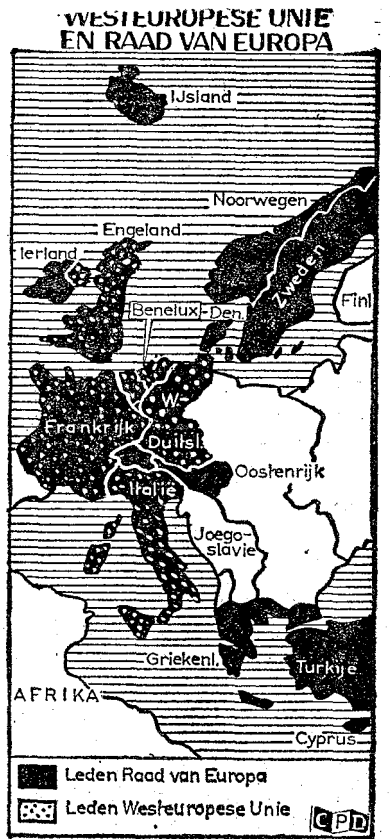 WESTEUROPESE UNIE
EN RAAD VAN EUROPA
IJsland
Noorwegen
Engeland
Ierland
Zweden
Finl
Benelux
Den.
W.
Frankrijk
Duitsl.
Oostenrijk
Italië
Joego-
slavie
Griekenl.
Turkije
AFRIKA
Cyprus
Leden Raad van Europa
Leden Westeuropese Unie
CPD